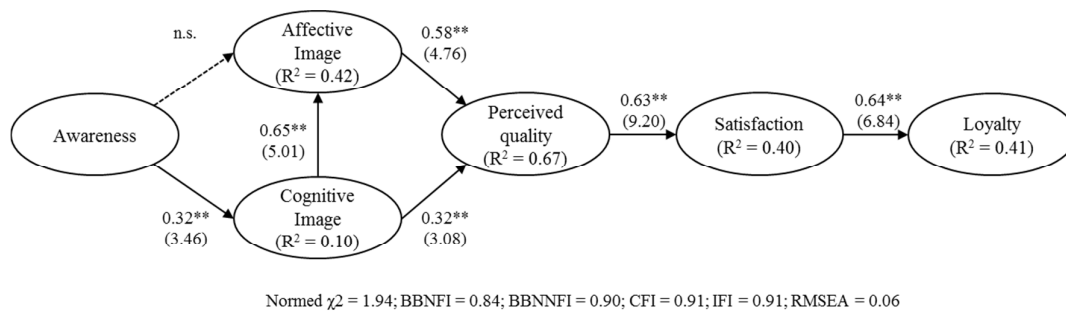 n.s.
Affective
Image
(R² = 0.42)
0.58**
(4.76)
Awareness
0.65**
(5.01)
Perceived
quality
(R² = 0.67)
0.63**
(9.20)
Satisfaction
(R² = 0.40)
0.64**
(6.84)
Loyalty
(R² = 0.41)
0.32**
(3.46)
Cognitive
Image
(R² = 0.10)
0.32**
(3.08)
Normed χ2 = 1.94; BBNFI = 0.84; BBNNFI = 0.90; CFI = 0.91; IFI = 0.91; RMSEA = 0.06